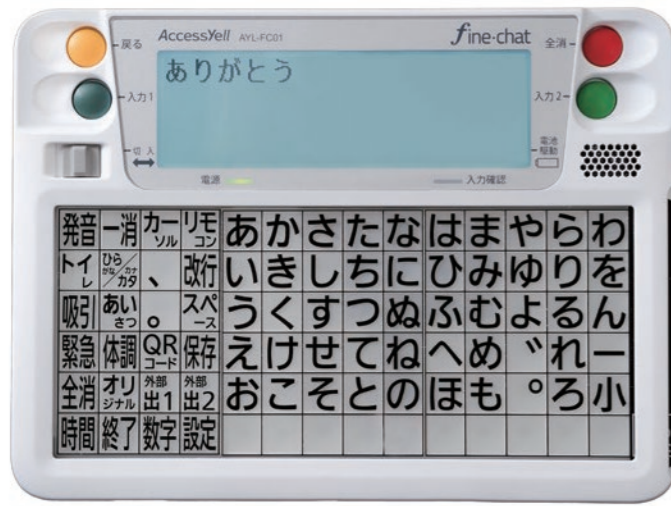 戻る AccessYell AYL-FC01 fine-chat 全消
ありがとう
入力1 入力2
切 入 電池駆動
電源 入力確認
発音 一消 カーソル リモコン あ か さ た な は ま や ら わ
トイレ ひらがな/カタカナ 、 改行 い き し ち に ひ み ゆ り を
吸引 あいさつ 。 スペース う く す つ ぬ ふ む よ る ん
緊急 体調 QRコード 保存 え け せ て ね へ め ゛ れ ー
全消 オリジナル 外部出1 外部出2 お こ そ と の ほ も ゜ ろ 小
時間 終了 数字 設定